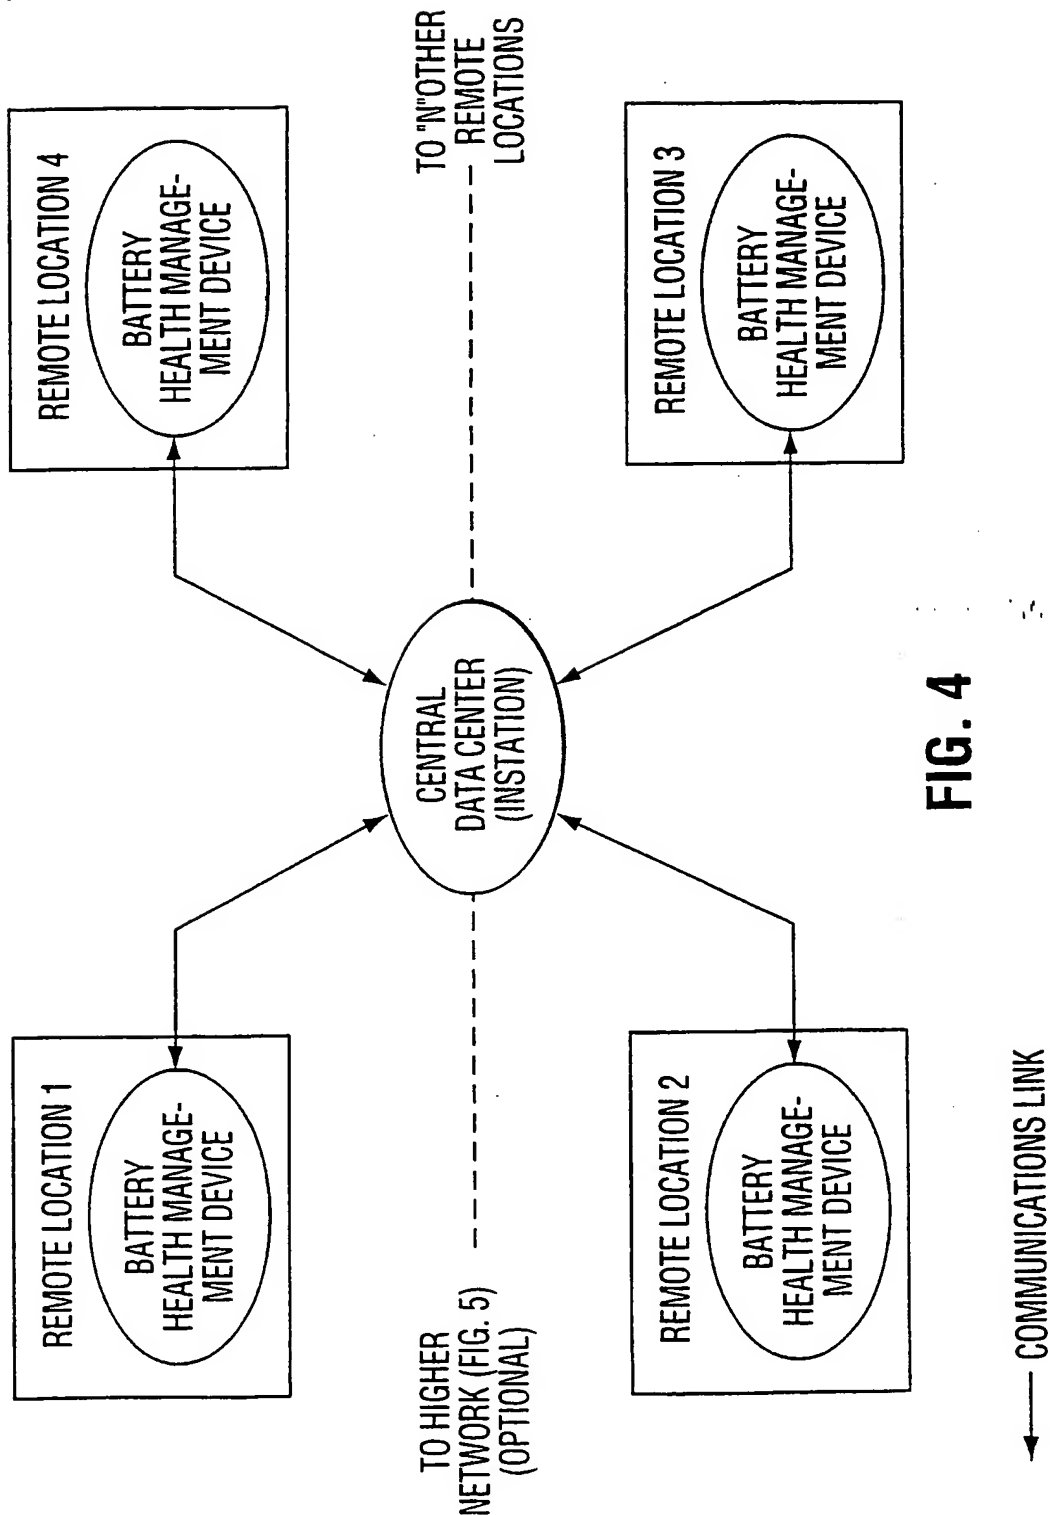 REMOTE LOCATION 1
BATTERY
HEALTH MANAGE-
MENT DEVICE
REMOTE LOCATION 4
BATTERY
HEALTH MANAGE-
MENT DEVICE
TO HIGHER
NETWORK (FIG. 5)
(OPTIONAL)
CENTRAL
DATA CENTER
(INSTATION)
TO "N"OTHER
REMOTE
LOCATIONS
REMOTE LOCATION 2
BATTERY
HEALTH MANAGE-
MENT DEVICE
REMOTE LOCATION 3
BATTERY
HEALTH MANAGE-
MENT DEVICE
FIG. 4
COMMUNICATIONS LINK